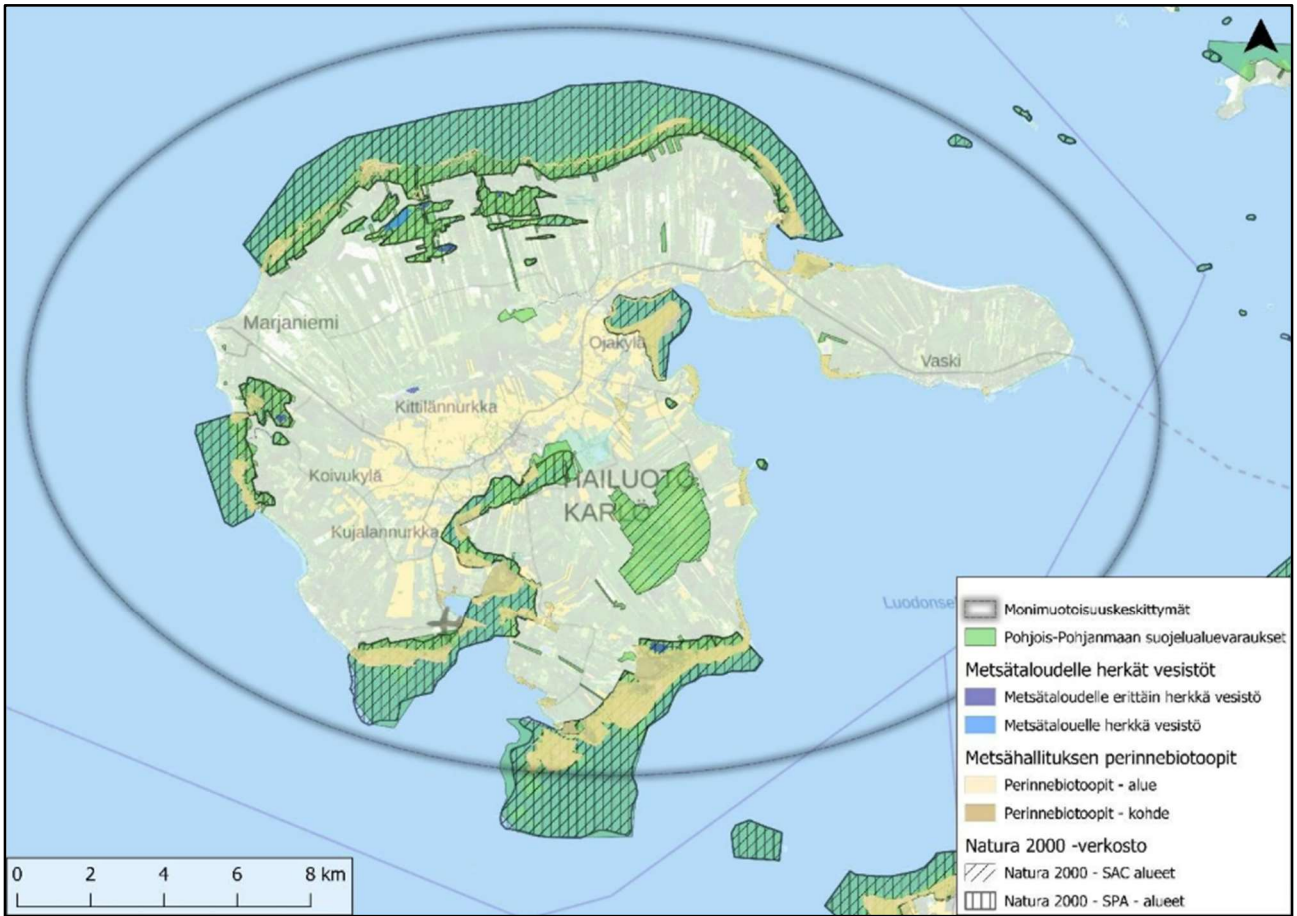 Marjaniemi
Ojakylä
Vaski
Kittilännurkka
Koivukylä
HAILUOTO
KARLÖ
Kujalannurkka
Luodonsel
Monimuotoisuuskeskittymät
Pohjois-Pohjanmaan suojelualuevaraukset
Metsätaloudelle herkät vesistöt
Metsätaloudelle erittäin herkkä vesistö
Metsätalouelle herkkä vesistö
Metsähallituksen perinnebiotoopit
Perinnebiotoopit - alue
Perinnebiotoopit - kohde
Natura 2000 -verkosto
Natura 2000 - SAC alueet
Natura 2000 - SPA - alueet
0 2 4 6 8 km